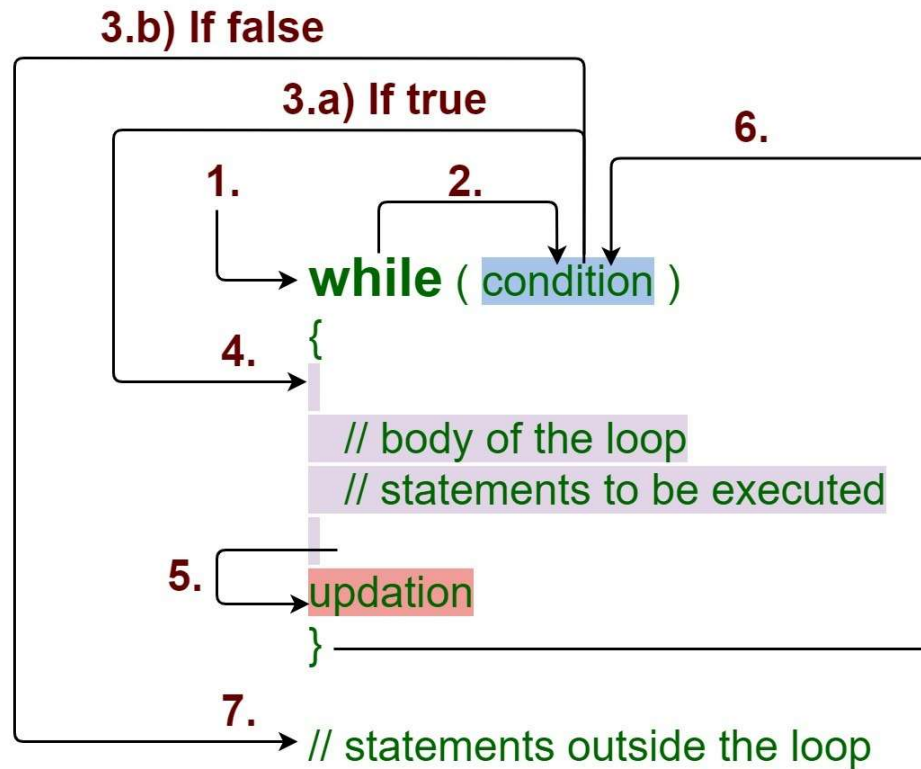 3.b) If false
3.a) If true
6.
1.
2.
while ( condition )
{
4.
// body of the loop
// statements to be executed
5.
updation
}
7.
// statements outside the loop